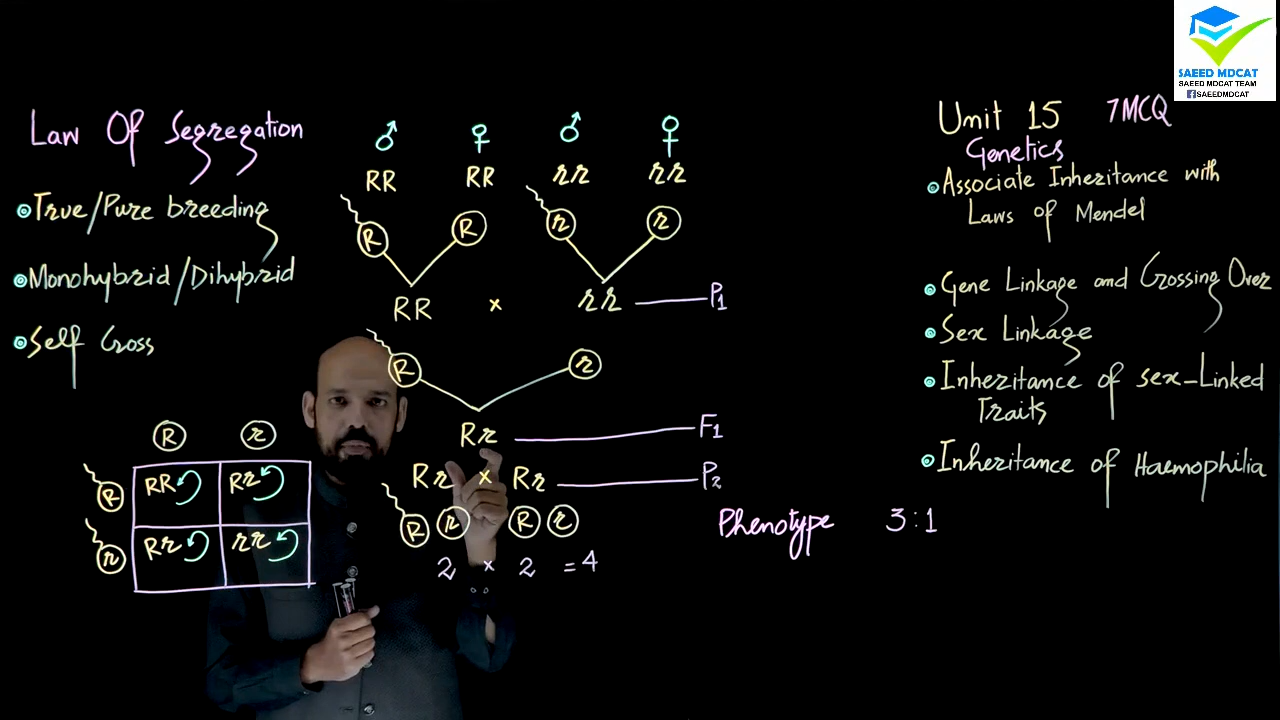 SAEED MDCAT
SAEED MDCAT TEAM
SAEEDMDCAT
Law Of Segregation
True/Pure breeding
Monohybrid/Dihybrid
Self Cross
♂ ♀ ♂ ♀
RR RR rr rr
R R r r
RR × rr P1
R r
Rr F1
Rr × Rr P2
R r R r
2 × 2 = 4
R r
R RR Rr
r Rr rr
Phenotype 3:1
Unit 15 7MCQ
Genetics
Associate Inheritance with
Laws of Mendel
Gene Linkage and Crossing Over
Sex Linkage
Inheritance of sex-Linked
Traits
Inheritance of Haemophilia